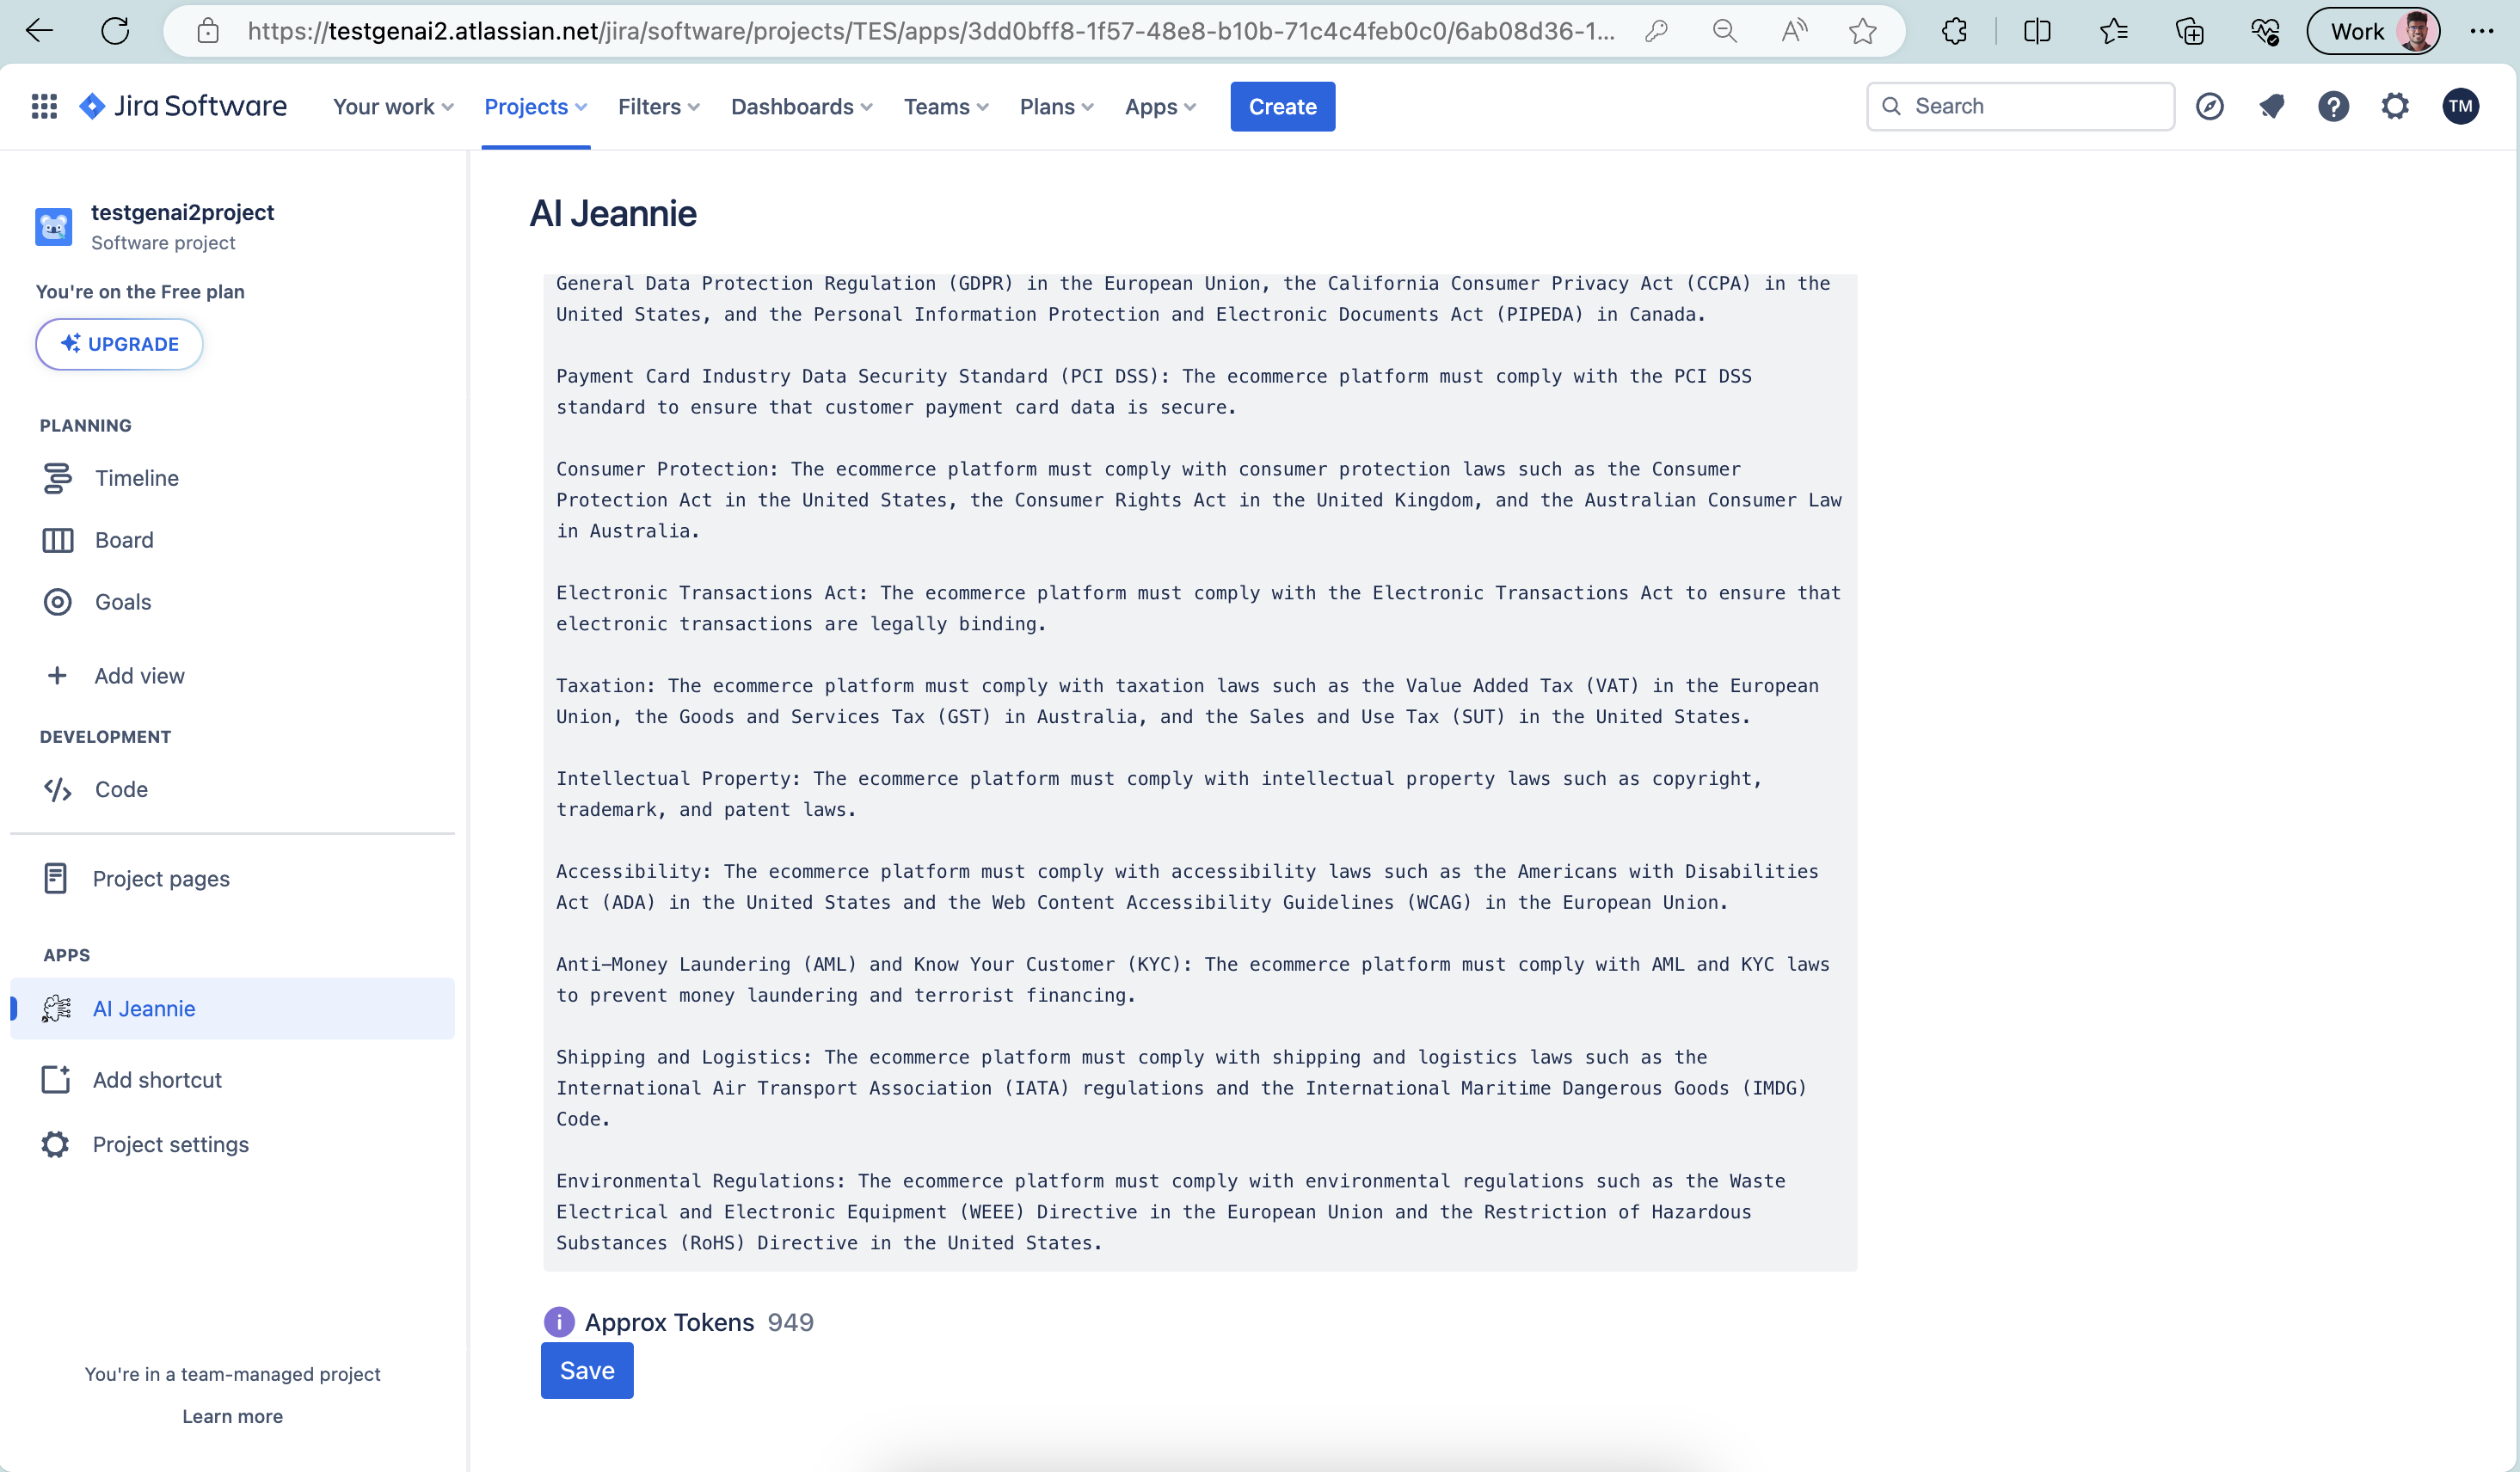 https://testgenai2.atlassian.net/jira/software/projects/TES/apps/3dd0bff8-1f57-48e8-b10b-71c4c4feb0c0/6ab08d36-1...
Work
Jira Software
Your work
Projects
Filters
Dashboards
Teams
Plans
Apps
Create
Search
TM
testgenai2project
Software project
You're on the Free plan
UPGRADE
PLANNING
Timeline
Board
Goals
Add view
DEVELOPMENT
Code
Project pages
APPS
AI Jeannie
Add shortcut
Project settings
You're in a team-managed project
Learn more
AI Jeannie
General Data Protection Regulation (GDPR) in the European Union, the California Consumer Privacy Act (CCPA) in the
United States, and the Personal Information Protection and Electronic Documents Act (PIPEDA) in Canada.
Payment Card Industry Data Security Standard (PCI DSS): The ecommerce platform must comply with the PCI DSS
standard to ensure that customer payment card data is secure.
Consumer Protection: The ecommerce platform must comply with consumer protection laws such as the Consumer
Protection Act in the United States, the Consumer Rights Act in the United Kingdom, and the Australian Consumer Law
in Australia.
Electronic Transactions Act: The ecommerce platform must comply with the Electronic Transactions Act to ensure that
electronic transactions are legally binding.
Taxation: The ecommerce platform must comply with taxation laws such as the Value Added Tax (VAT) in the European
Union, the Goods and Services Tax (GST) in Australia, and the Sales and Use Tax (SUT) in the United States.
Intellectual Property: The ecommerce platform must comply with intellectual property laws such as copyright,
trademark, and patent laws.
Accessibility: The ecommerce platform must comply with accessibility laws such as the Americans with Disabilities
Act (ADA) in the United States and the Web Content Accessibility Guidelines (WCAG) in the European Union.
Anti-Money Laundering (AML) and Know Your Customer (KYC): The ecommerce platform must comply with AML and KYC laws
to prevent money laundering and terrorist financing.
Shipping and Logistics: The ecommerce platform must comply with shipping and logistics laws such as the
International Air Transport Association (IATA) regulations and the International Maritime Dangerous Goods (IMDG)
Code.
Environmental Regulations: The ecommerce platform must comply with environmental regulations such as the Waste
Electrical and Electronic Equipment (WEEE) Directive in the European Union and the Restriction of Hazardous
Substances (RoHS) Directive in the United States.
Approx Tokens 949
Save